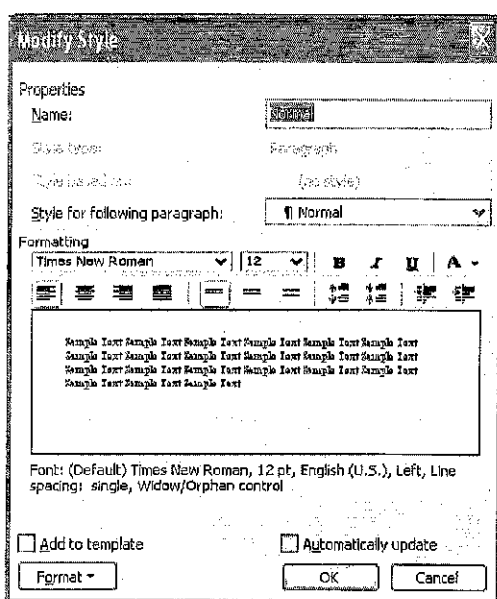 Modify Style
Properties
Name: Normal
Style type: Paragraph
Style based on: (no style)
Style for following paragraph: ¶ Normal
Formatting
Times New Roman 12 B I U A
Sample Text Sample Text Sample Text Sample Text Sample Text Sample Text
Sample Text Sample Text Sample Text Sample Text Sample Text Sample Text
Sample Text Sample Text Sample Text Sample Text Sample Text Sample Text
Sample Text Sample Text Sample Text
Font: (Default) Times New Roman, 12 pt, English (U.S.), Left, Line
spacing: single, Widow/Orphan control
Add to template Automatically update
Format OK Cancel